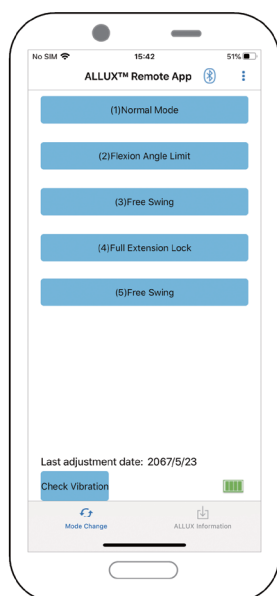 No SIM 15:42 51%
ALLUX™ Remote App
(1)Normal Mode
(2)Flexion Angle Limit
(3)Free Swing
(4)Full Extension Lock
(5)Free Swing
Last adjustment date: 2067/5/23
Check Vibration
Mode Change ALLUX Information